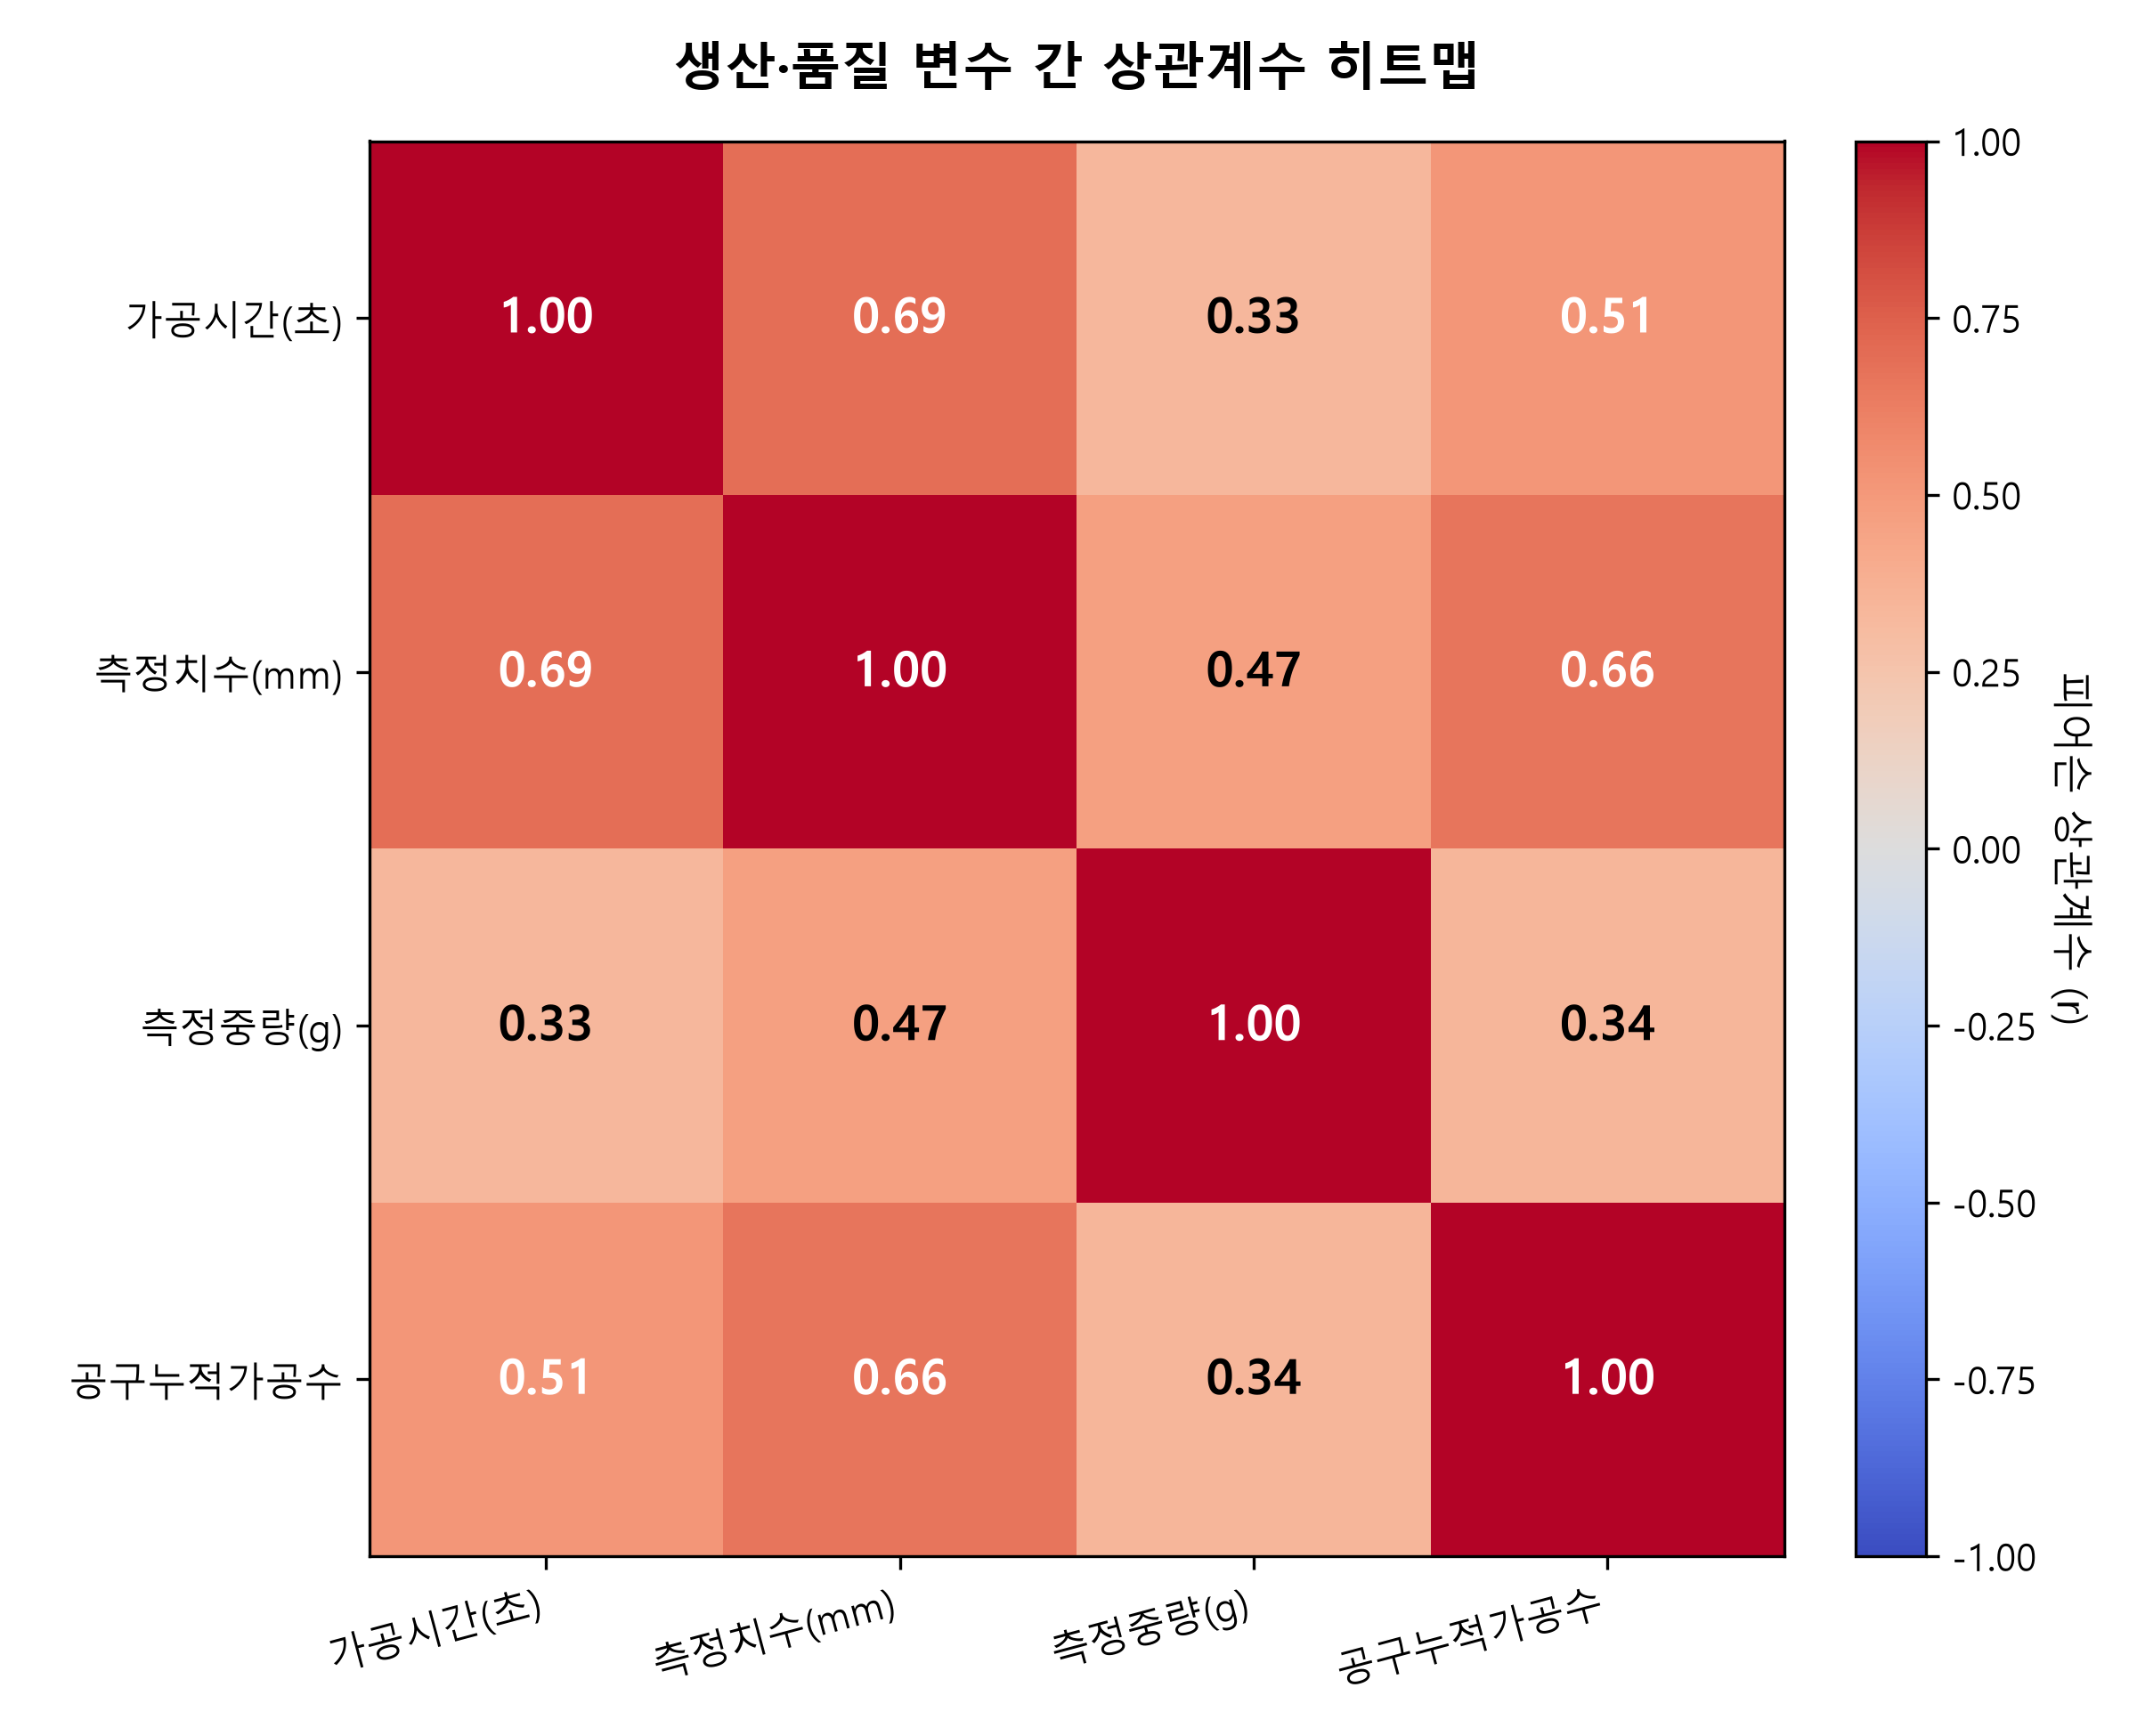 생산·품질 변수 간 상관계수 히트맵
가공시간(초) 1.00 0.69 0.33 0.51
측정치수(mm) 0.69 1.00 0.47 0.66
측정중량(g) 0.33 0.47 1.00 0.34
공구누적가공수 0.51 0.66 0.34 1.00
가공시간(초) 측정치수(mm) 측정중량(g) 공구누적가공수
1.00
0.75
0.50
0.25
0.00
-0.25
-0.50
-0.75
-1.00
피어슨 상관계수 (r)